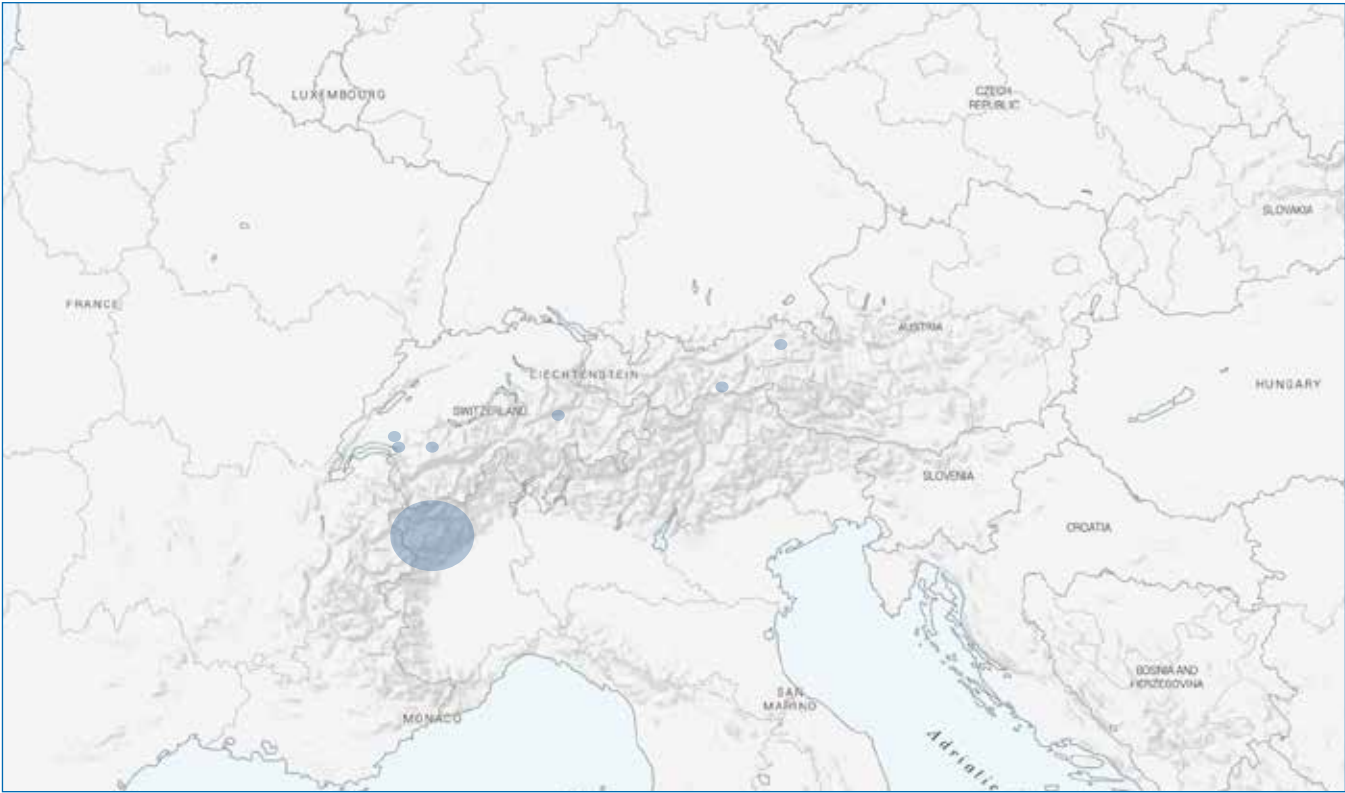 LUXEMBOURG
CZECH
REPUBLIC
SLOVAKIA
FRANCE
AUSTRIA
LIECHTENSTEIN
HUNGARY
SWITZERLAND
SLOVENIA
CROATIA
BOSNIA AND
HERZEGOVINA
SAN
MARINO
MONACO
Adriatic